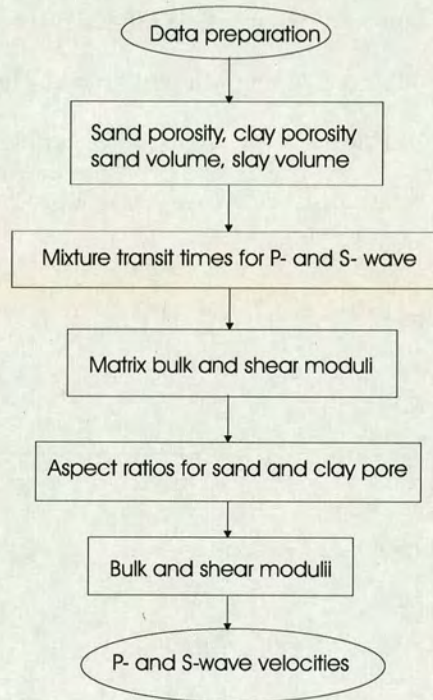 Data preparation
Sand porosity, clay porosity
sand volume, slay volume
Mixture transit times for P- and S- wave
Matrix bulk and shear moduli
Aspect ratios for sand and clay pore
Bulk and shear modulii
P- and S-wave velocities